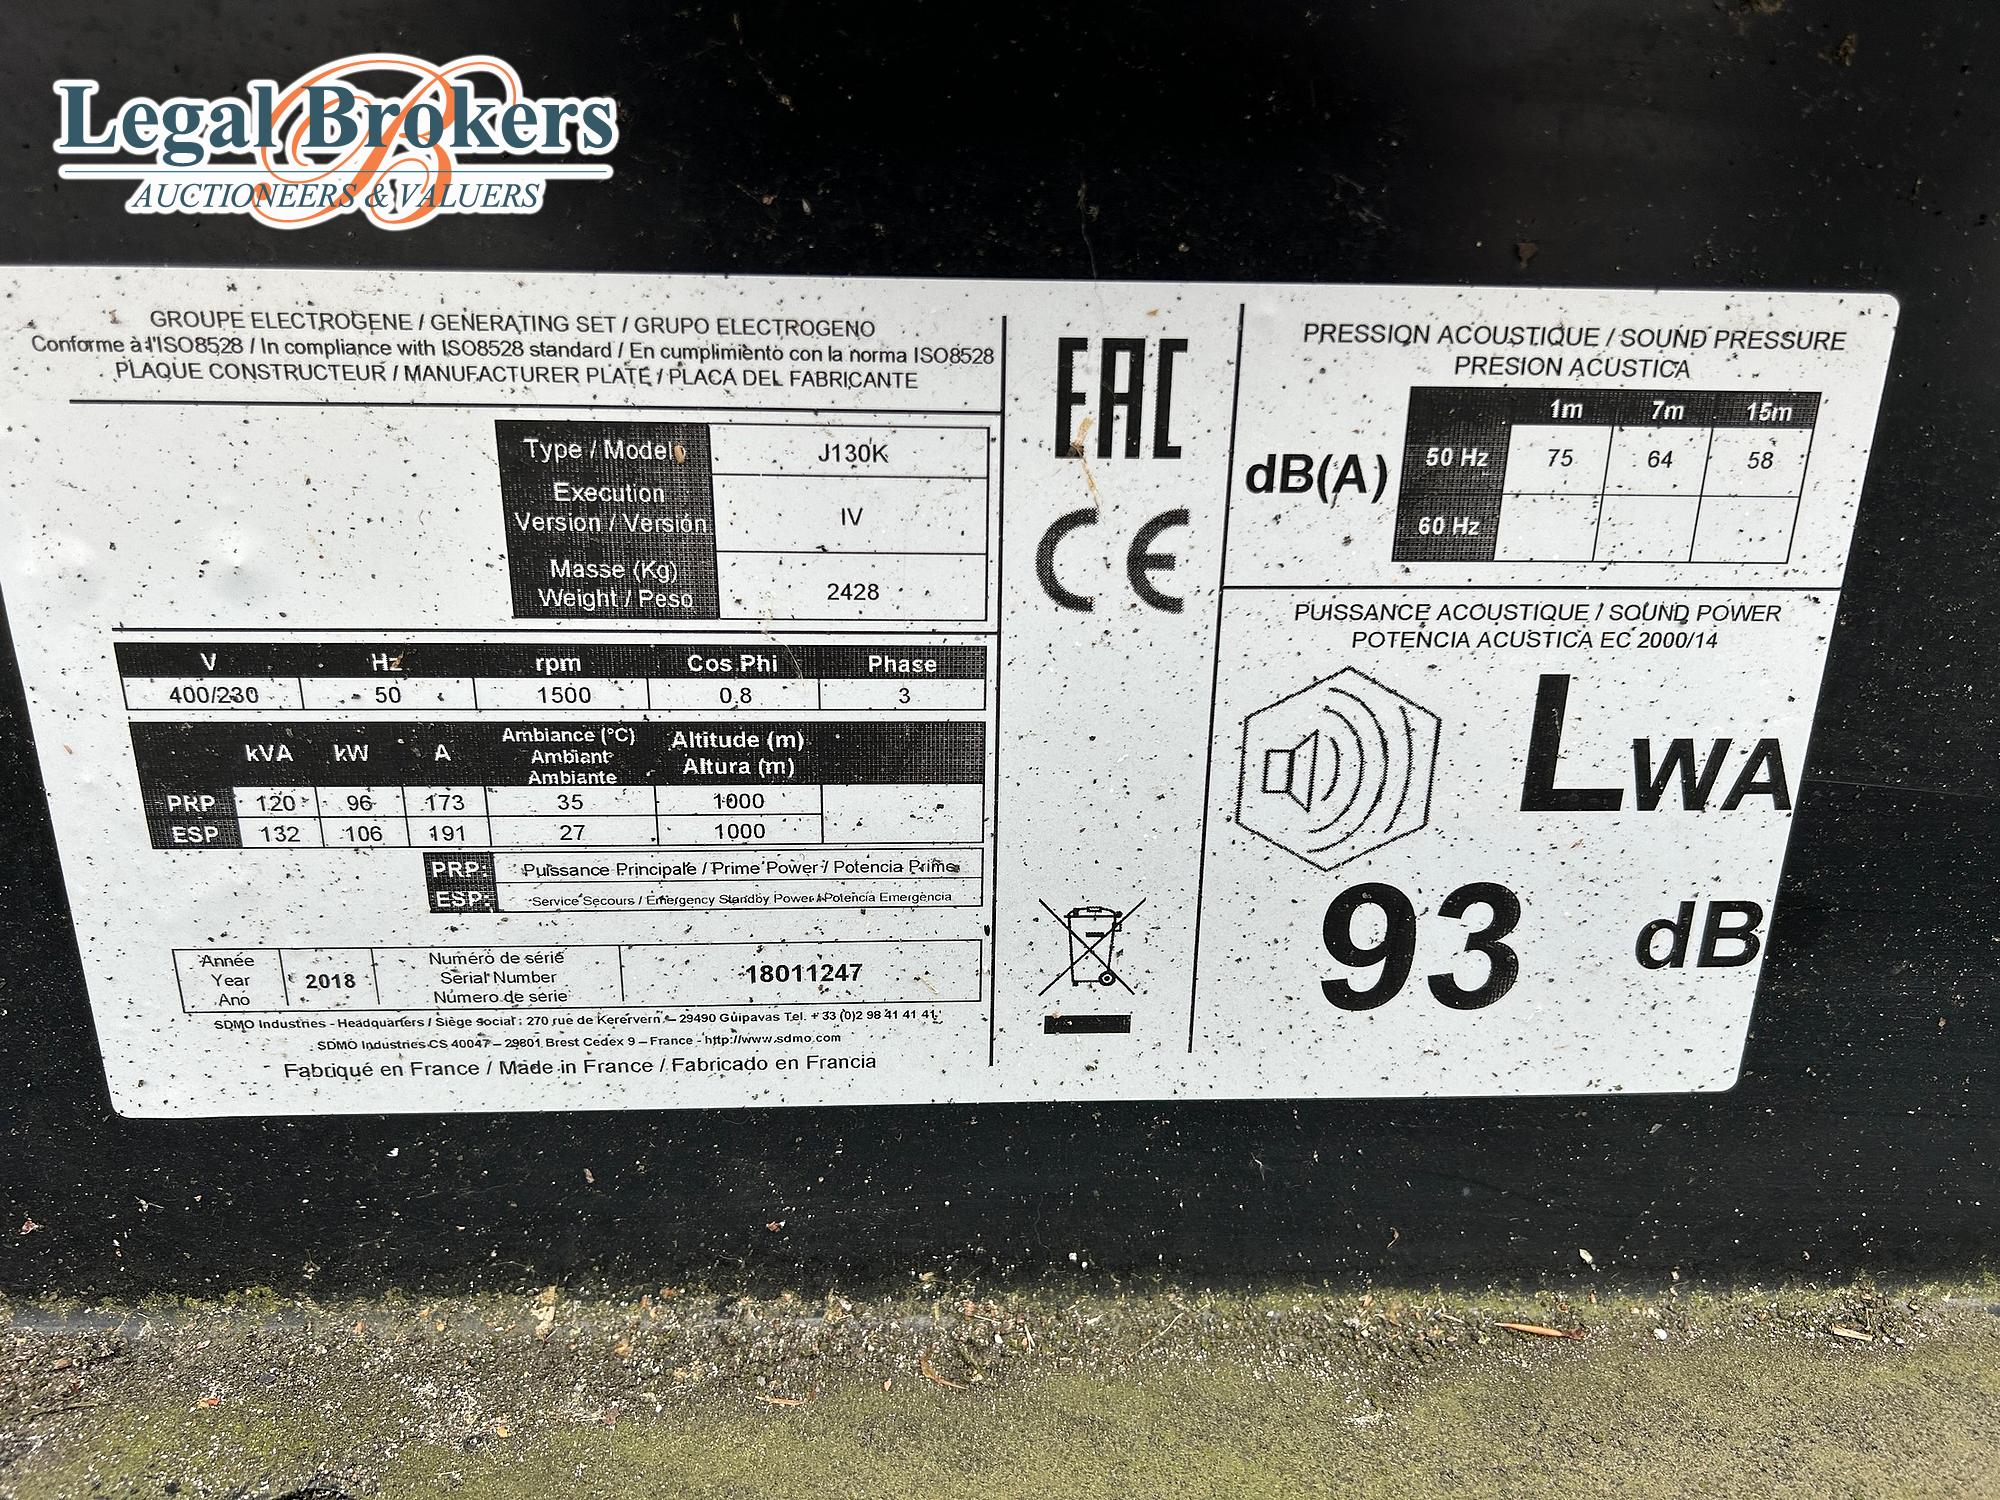 Legal Brokers
AUCTIONEERS & VALUERS
GROUPE ELECTROGENE / GENERATING SET / GRUPO ELECTROGENO
Conforme à l'ISO8528 / In compliance with ISO8528 standard / En cumplimiento con la norma ISO8528
PLAQUE CONSTRUCTEUR / MANUFACTURER PLATE / PLACA DEL FABRICANTE
Type / Model J130K
Execution
Version / Versión IV
Masse (Kg)
Weight / Peso 2428
V Hz rpm Cos Phi Phase
400/230 50 1500 0.8 3
kVA kW A Ambiance (°C) Altitude (m)
Ambiant Altura (m)
Ambiante
PRP 120 96 173 35 1000
ESP 132 106 191 27 1000
PRP: Puissance Principale / Prime Power / Potencia Prime
ESP: Service Secours / Emergency Standby Power / Potencia Emergencia
Année
Year
Ano
2018
Numéro de série
Serial Number
Número de série
18011247
SDMO Industries - Headquarters / Siège social : 270 rue de Kerervern – 29490 Guipavas Tel. + 33 (0)2 98 41 41 41
SDMO Industries CS 40047 – 29801 Brest Cedex 9 – France - http://www.sdmo.com
Fabriqué en France / Made in France / Fabricado en Francia
EAC
CE
PRESSION ACOUSTIQUE / SOUND PRESSURE
PRESION ACUSTICA
dB(A)
1m 7m 15m
50 Hz 75 64 58
60 Hz
PUISSANCE ACOUSTIQUE / SOUND POWER
POTENCIA ACUSTICA EC 2000/14
LWA
93 dB